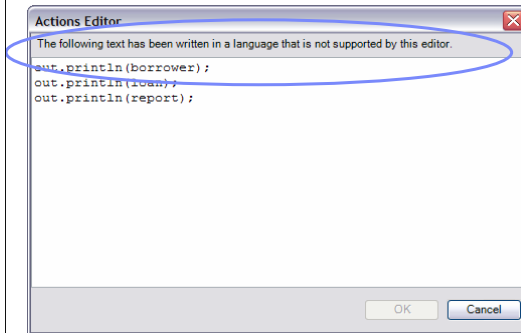 Actions Editor
The following text has been written in a language that is not supported by this editor.
out.println(borrower);
out.println(loan);
out.println(report);
OK
Cancel